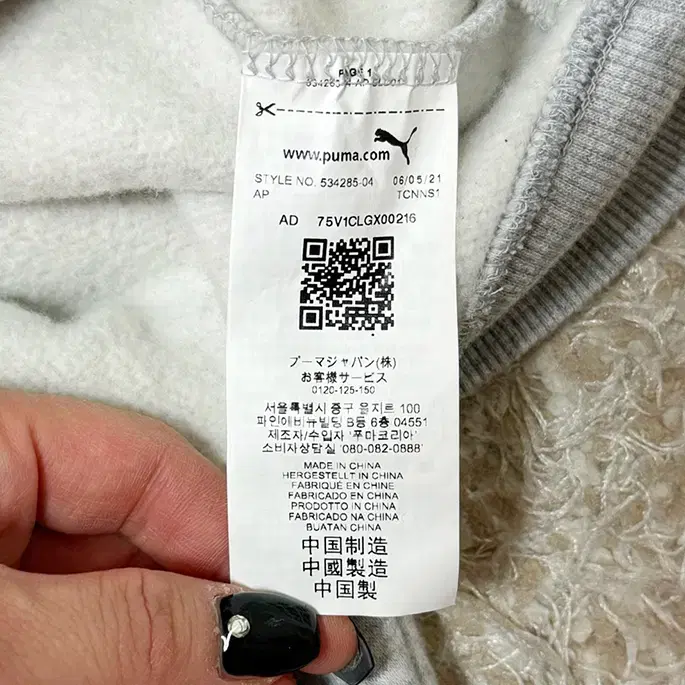 PAGE 1
www.puma.com
STYLE NO. 534285-04 06/05/21
AP TCNNS1
AD 75V1CLGX00216
プーマジャパン(株)
お客様サービス
0120-125-150
서울특별시 중구 을지로 100
파인에비뉴빌딩 B동 6층 04551
제조자/수입자 '푸마코리아'
소비자상담실 '080-082-0888'
MADE IN CHINA
HERGESTELLT IN CHINA
FABRIQUÉ EN CHINE
FABRICADO EN CHINA
PRODOTTO IN CHINA
FABRICADO NA CHINA
BUATAN CHINA
中国制造
中國製造
中国製